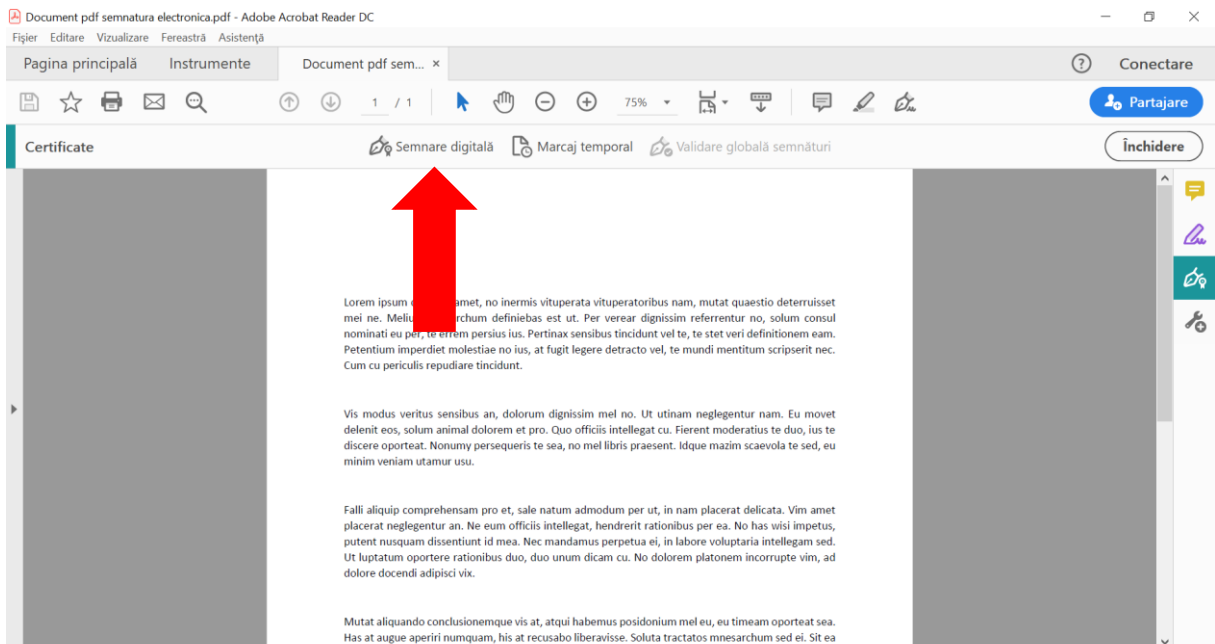 Document pdf semnatura electronica.pdf - Adobe Acrobat Reader DC
Fișier Editare Vizualizare Fereastră Asistență
Pagina principală Instrumente Document pdf sem... × ? Conectare
1 / 1 75% Partajare
Certificate Semnare digitală Marcaj temporal Validare globală semnături Închidere
Lorem ipsum amet, no inermis vituperata vituperatoribus nam, mutat quaestio deterruisset
mei ne. rchum definiebas est ut. Per verear dignissim referrentur no, solum consul
nominati eu per, te errem persius ius. Pertinax sensibus tincidunt vel te, te stet veri definitionem eam.
Petentium imperdiet molestiae no ius, at fugit legere detracto vel, te mundi mentitum scripserit nec.
Cum cu periculis repudiare tincidunt.
Vis modus veritus sensibus an, dolorum dignissim mel no. Ut utinam neglegentur nam. Eu movet
delenit eos, solum animal dolorem et pro. Quo officiis intellegat cu. Fierent moderatius te duo, ius te
discere oporteat. Nonumy persequeris te sea, no mel libris praesent. Idque mazim scaevola te sed, eu
minim veniam utamur usu.
Falli aliquip comprehensam pro et, sale natum admodum per ut, in nam placerat delicata. Vim amet
placerat neglegentur an. Ne eum officiis intellegat, hendrerit rationibus per ea. No has wisi impetus,
putent nusquam dissentiunt id mea. Nec mandamus perpetua ei, in labore voluptaria intellegam sed.
Ut luptatum oportere rationibus duo, duo unum dicam cu. No dolorem platonem incorrupte vim, ad
dolore docendi adipisci vix.
Mutat aliquando conclusionemque vis at, atqui habemus posidonium mel eu, eu timeam oporteat sea.
Has at augue aperiri numquam, his at recusabo liberavisse. Soluta tractatos mnesarchum sed ei. Sit ea